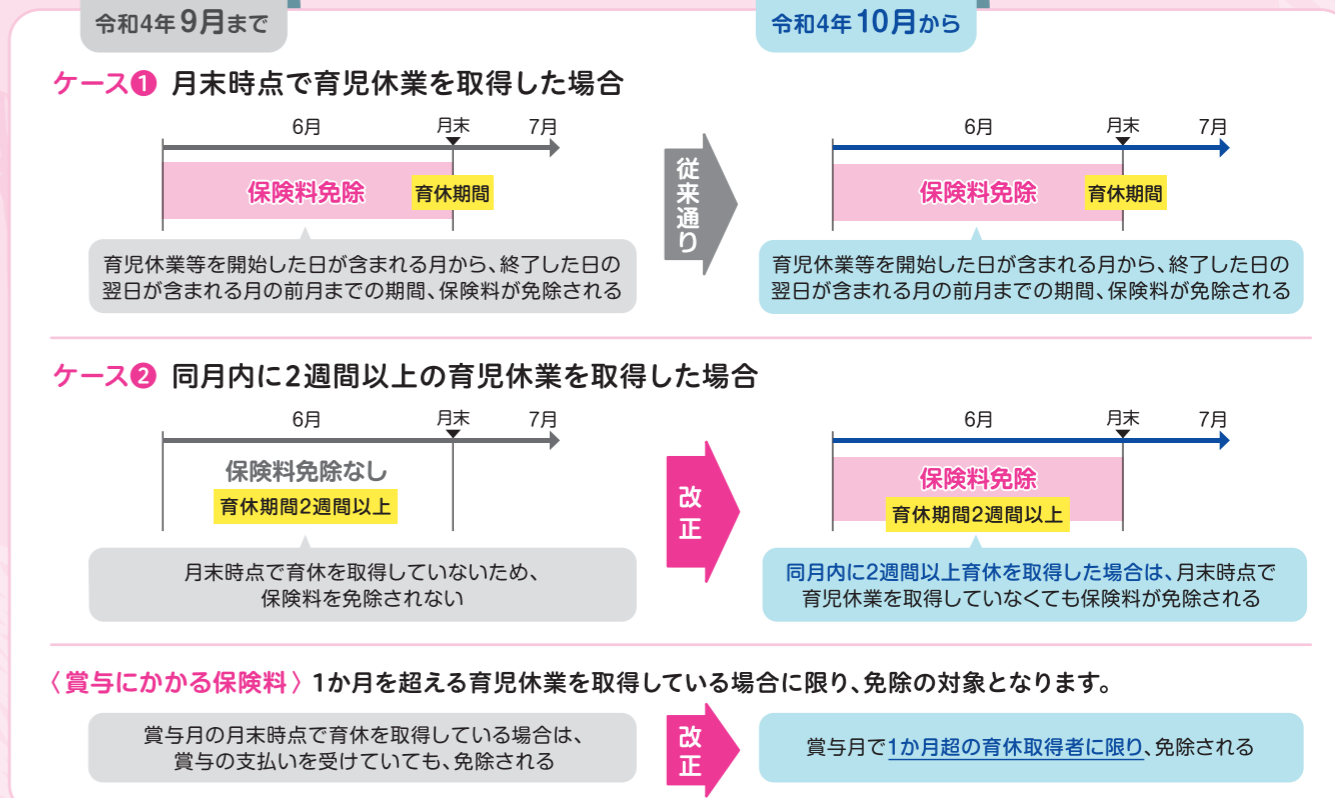 令和4年9月まで
令和4年10月から
ケース❶ 月末時点で育児休業を取得した場合
6月 月末 7月
保険料免除 育休期間
育児休業等を開始した日が含まれる月から、終了した日の
翌日が含まれる月の前月までの期間、保険料が免除される
従来通り
6月 月末 7月
保険料免除 育休期間
育児休業等を開始した日が含まれる月から、終了した日の
翌日が含まれる月の前月までの期間、保険料が免除される
ケース❷ 同月内に2週間以上の育児休業を取得した場合
6月 月末 7月
保険料免除なし
育休期間2週間以上
月末時点で育休を取得していないため、
保険料を免除されない
改正
6月 月末 7月
保険料免除
育休期間2週間以上
同月内に2週間以上育休を取得した場合は、月末時点で
育児休業を取得していなくても保険料が免除される
〈賞与にかかる保険料〉1か月を超える育児休業を取得している場合に限り、免除の対象となります。
賞与月の月末時点で育休を取得している場合は、
賞与の支払いを受けていても、免除される
改正
賞与月で1か月超の育休取得者に限り、免除される